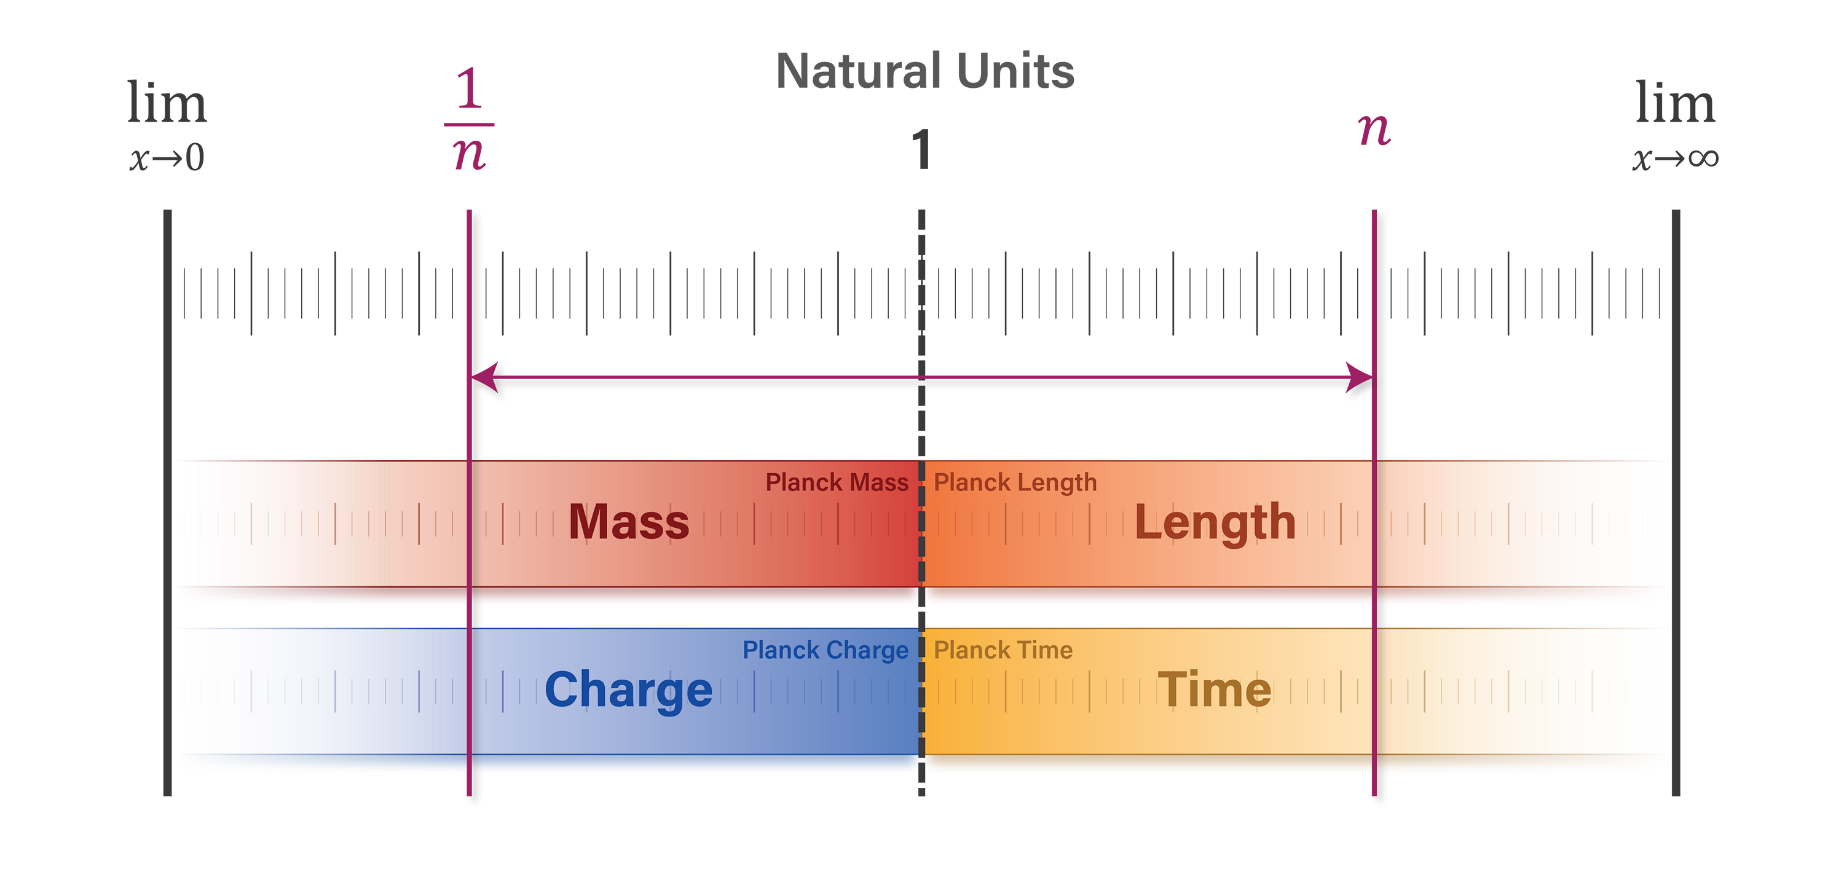 Natural Units
lim
x→0
1
n
1
n
lim
x→∞
Planck Mass
Planck Length
Mass
Length
Planck Charge
Planck Time
Charge
Time